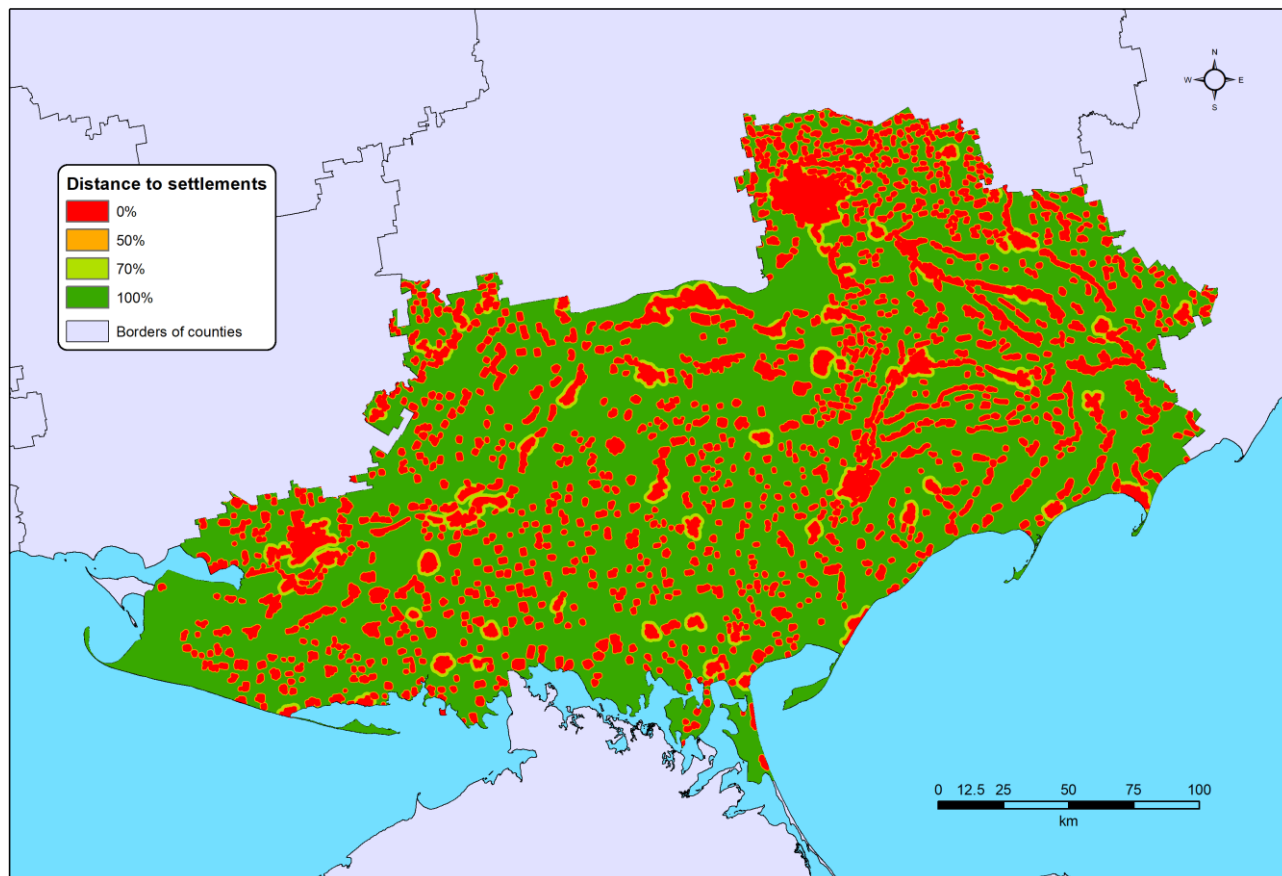 N
W E
S
Distance to settlements
0%
50%
70%
100%
Borders of counties
0 12.5 25 50 75 100
km